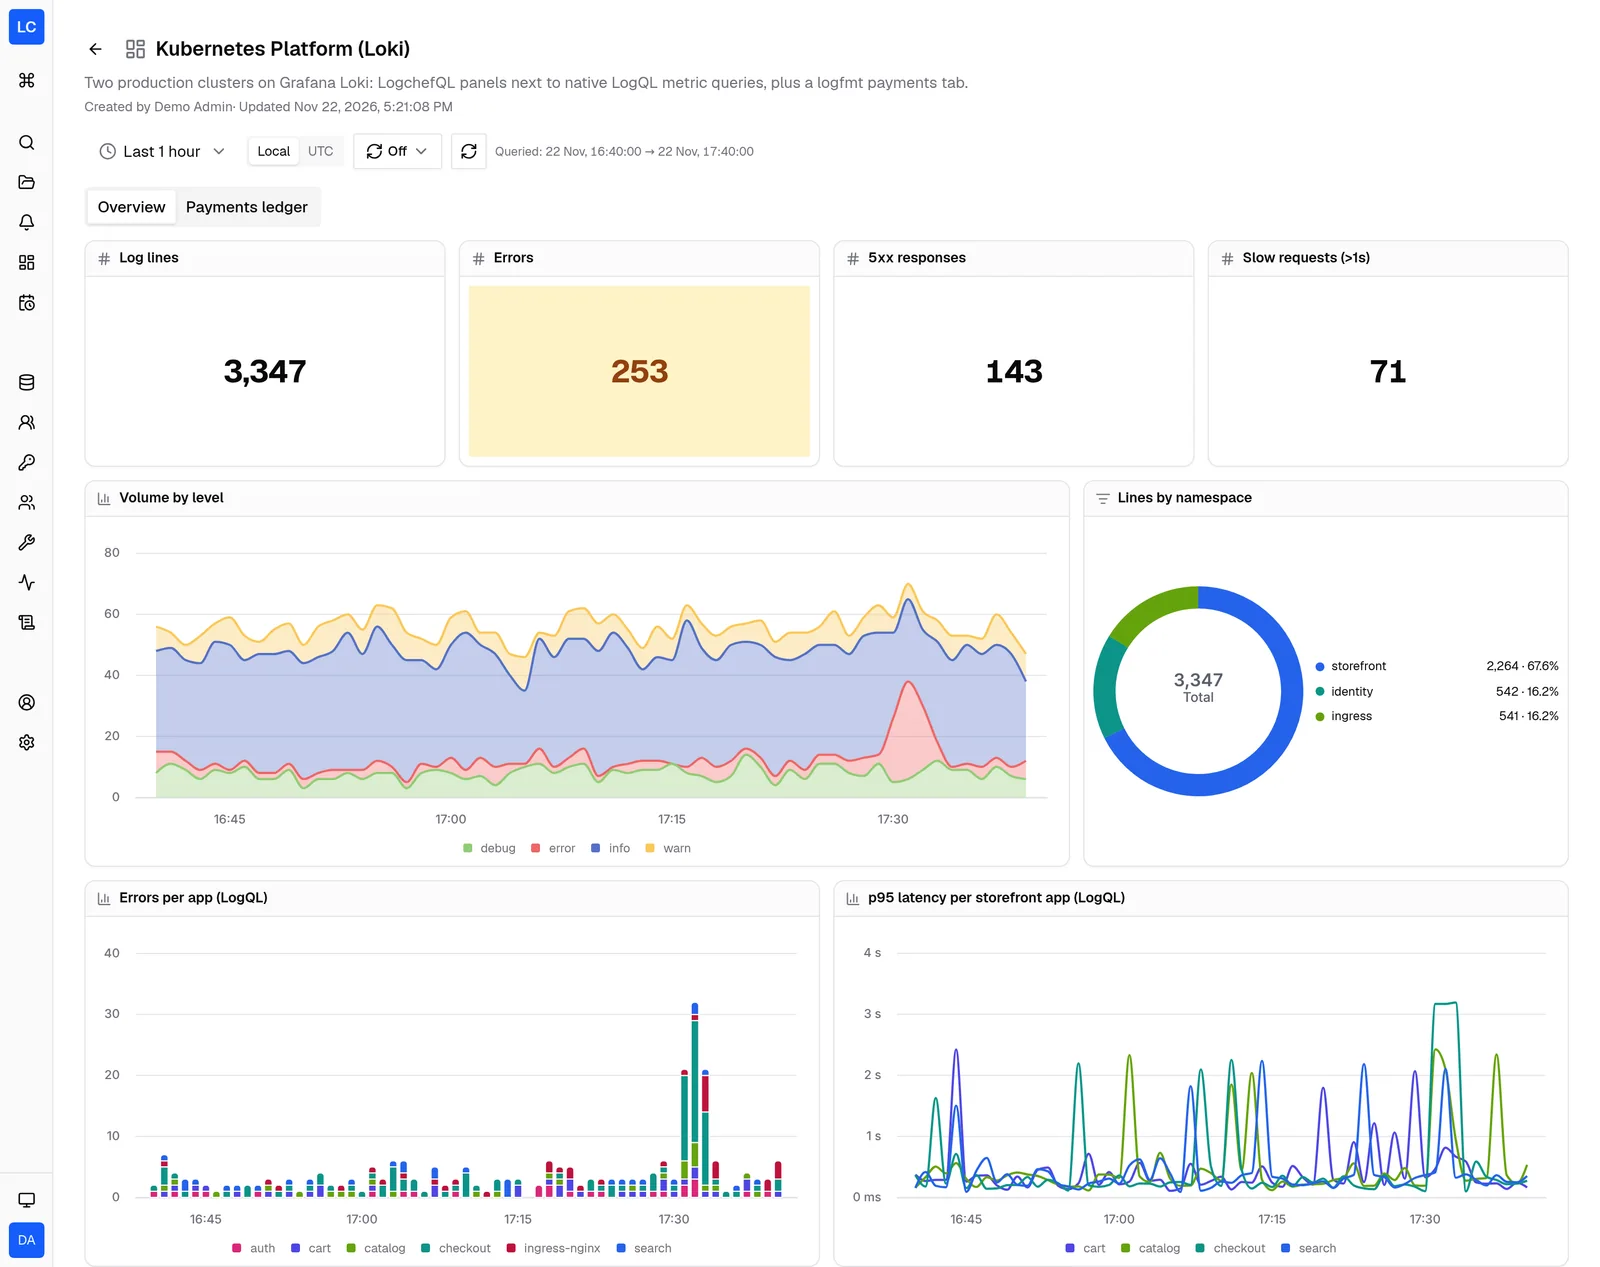 LC
Kubernetes Platform (Loki)
Two production clusters on Grafana Loki: LogchefQL panels next to native LogQL metric queries, plus a logfmt payments tab.
Created by Demo Admin· Updated Nov 22, 2026, 5:21:08 PM
Last 1 hour
Local UTC
Off
Queried: 22 Nov, 16:40:00 → 22 Nov, 17:40:00
Overview Payments ledger
# Log lines
3,347
# Errors
253
# 5xx responses
143
# Slow requests (>1s)
71
Volume by level
80
60
40
20
0
16:45 17:00 17:15 17:30
debug error info warn
Lines by namespace
3,347
Total
storefront 2,264 · 67.6%
identity 542 · 16.2%
ingress 541 · 16.2%
Errors per app (LogQL)
40
30
20
10
0
16:45 17:00 17:15 17:30
auth cart catalog checkout ingress-nginx search
p95 latency per storefront app (LogQL)
4 s
3 s
2 s
1 s
0 ms
16:45 17:00 17:15 17:30
cart catalog checkout search
DA